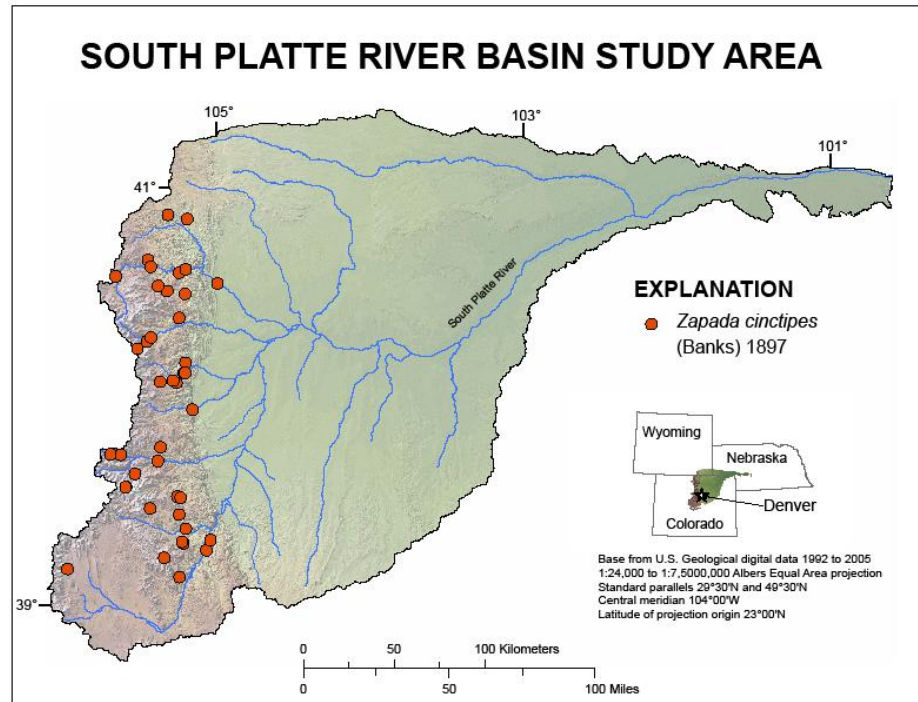 SOUTH PLATTE RIVER BASIN STUDY AREA
105°
103°
101°
41°
South Platte River
EXPLANATION
Zapada cinctipes
(Banks) 1897
Wyoming
Nebraska
Denver
Colorado
Base from U.S. Geological digital data 1992 to 2005
1:24,000 to 1:7,5000,000 Albers Equal Area projection
Standard parallels 29°30'N and 49°30'N
Central meridian 104°00'W
Latitude of projection origin 23°00'N
39°
0 50 100 Kilometers
0 50 100 Miles